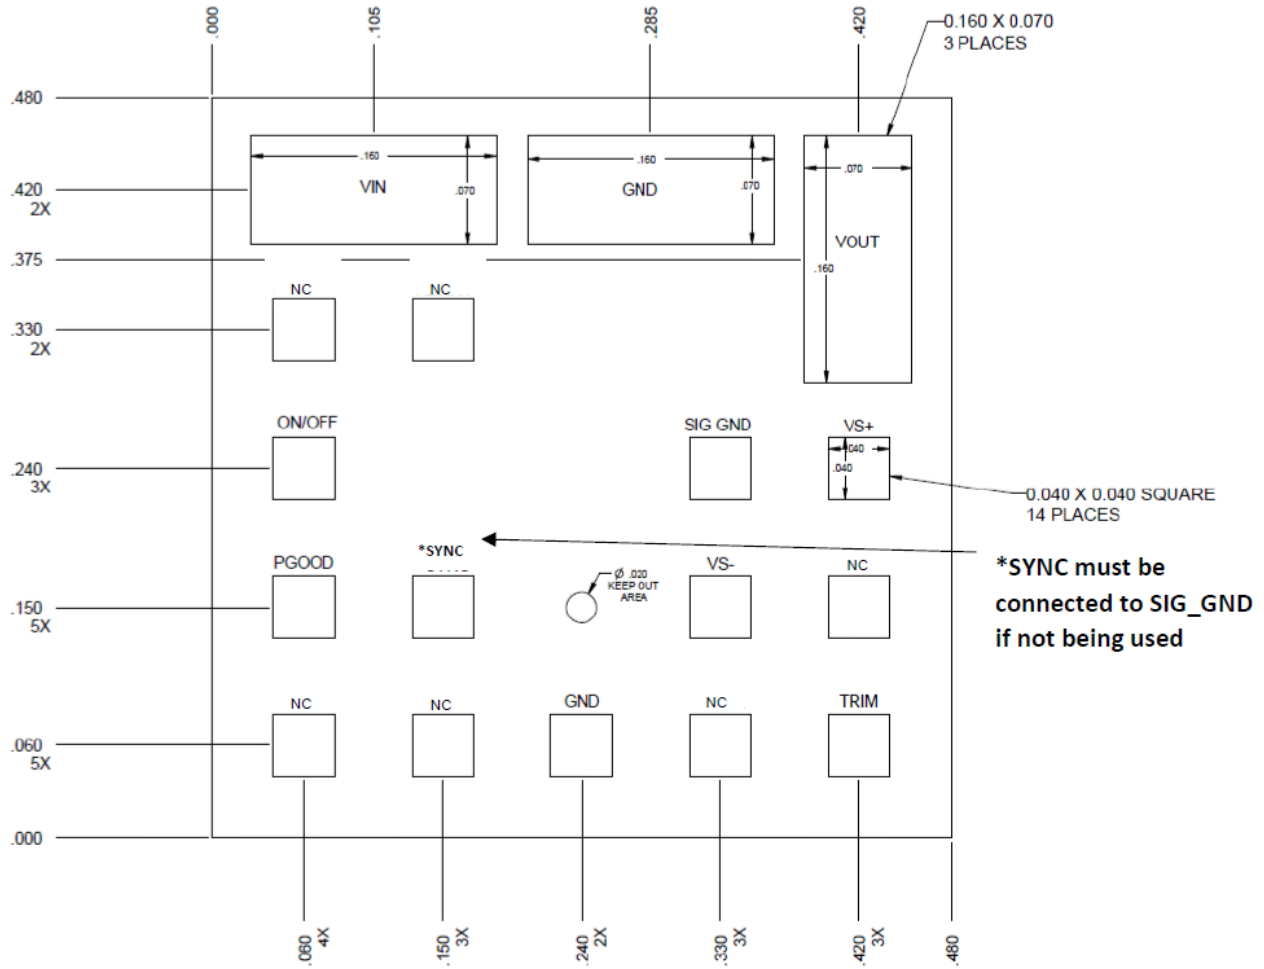 .000
.105
.285
.420
0.160 X 0.070
3 PLACES
.480
.160
.160
.070
VIN
.070
GND
.070
.420
2X
VOUT
.375
.160
NC
NC
.330
2X
ON/OFF
SIG GND
VS+
.040
.040
.240
3X
0.040 X 0.040 SQUARE
14 PLACES
*SYNC
PGOOD
VS-
NC
*SYNC must be
connected to SIG_GND
if not being used
Ø .020
KEEP OUT
AREA
.150
5X
NC
NC
GND
NC
TRIM
.060
5X
.000
.060 4X
.150 3X
.240 2X
.330 3X
.420 3X
.480